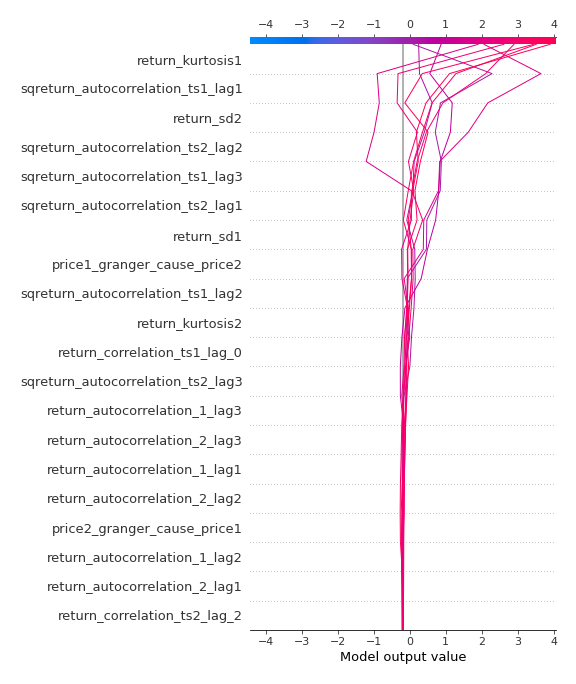 −4 −3 −2 −1 0 1 2 3 4
return_kurtosis1
sqreturn_autocorrelation_ts1_lag1
return_sd2
sqreturn_autocorrelation_ts2_lag2
sqreturn_autocorrelation_ts1_lag3
sqreturn_autocorrelation_ts2_lag1
return_sd1
price1_granger_cause_price2
sqreturn_autocorrelation_ts1_lag2
return_kurtosis2
return_correlation_ts1_lag_0
sqreturn_autocorrelation_ts2_lag3
return_autocorrelation_1_lag3
return_autocorrelation_2_lag3
return_autocorrelation_1_lag1
return_autocorrelation_2_lag2
price2_granger_cause_price1
return_autocorrelation_1_lag2
return_autocorrelation_2_lag1
return_correlation_ts2_lag_2
−4 −3 −2 −1 0 1 2 3 4
Model output value